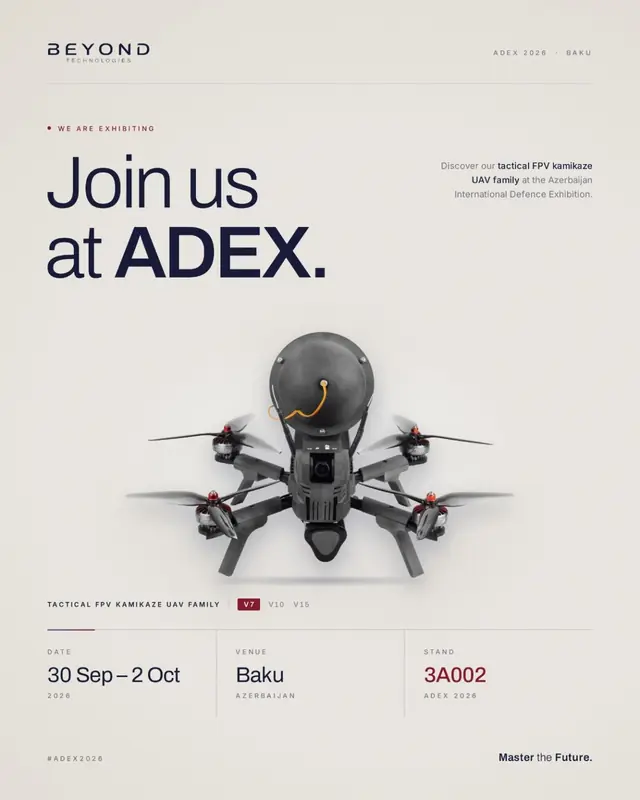 BEYOND
TECHNOLOGIES
ADEX 2026 · BAKU
• WE ARE EXHIBITING
Join us
at ADEX.
Discover our tactical FPV kamikaze
UAV family at the Azerbaijan
International Defence Exhibition.
TACTICAL FPV KAMIKAZE UAV FAMILY V7 V10 V15
DATE
30 Sep – 2 Oct
2026
VENUE
Baku
AZERBAIJAN
STAND
3A002
ADEX 2026
#ADEX2026
Master the Future.